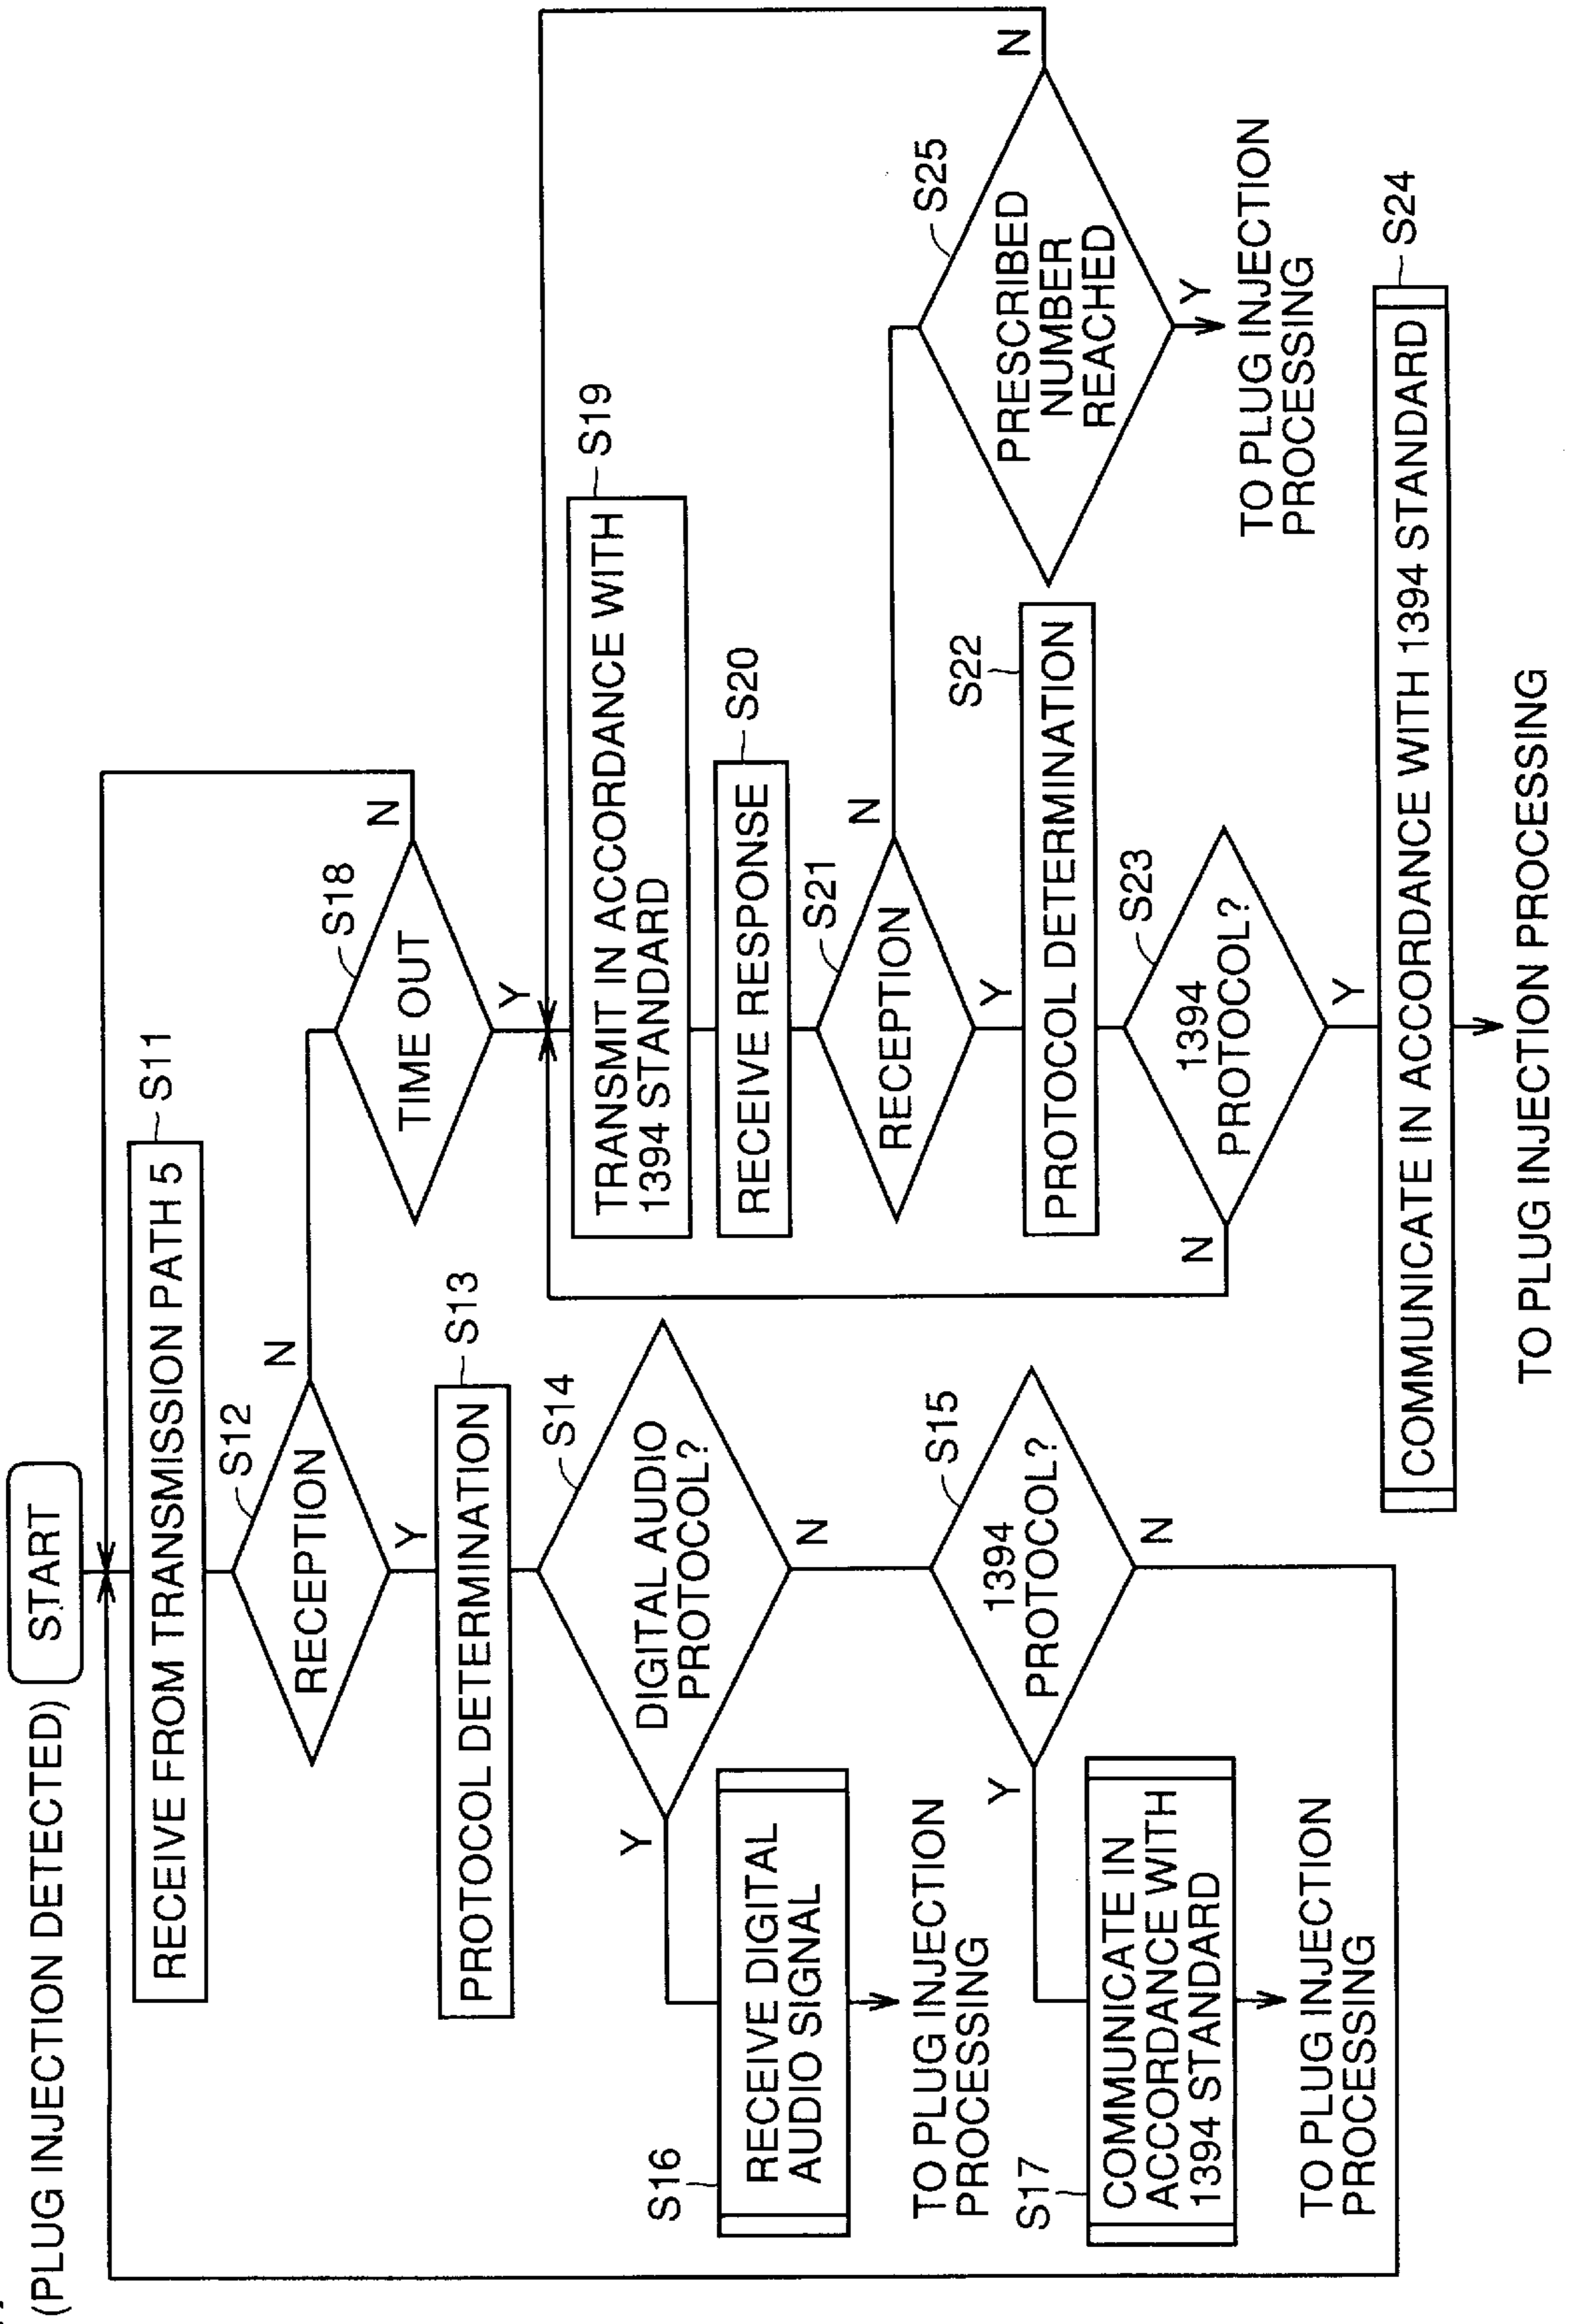 (PLUG INJECTION DETECTED)
START
RECEIVE FROM TRANSMISSION PATH 5
S11
S12
RECEPTION
N
Y
S13
PROTOCOL DETERMINATION
S14
DIGITAL AUDIO
PROTOCOL?
Y
N
S16
RECEIVE DIGITAL
AUDIO SIGNAL
TO PLUG INJECTION
PROCESSING
S15
1394
PROTOCOL?
Y
N
S17
COMMUNICATE IN
ACCORDANCE WITH
1394 STANDARD
TO PLUG INJECTION
PROCESSING
S18
TIME OUT
N
Y
S19
TRANSMIT IN ACCORDANCE WITH
1394 STANDARD
S20
RECEIVE RESPONSE
S21
RECEPTION
N
Y
S22
PROTOCOL DETERMINATION
S23
1394
PROTOCOL?
N
Y
S24
COMMUNICATE IN ACCORDANCE WITH 1394 STANDARD
TO PLUG INJECTION PROCESSING
S25
PRESCRIBED
NUMBER
REACHED
N
Y
TO PLUG INJECTION
PROCESSING